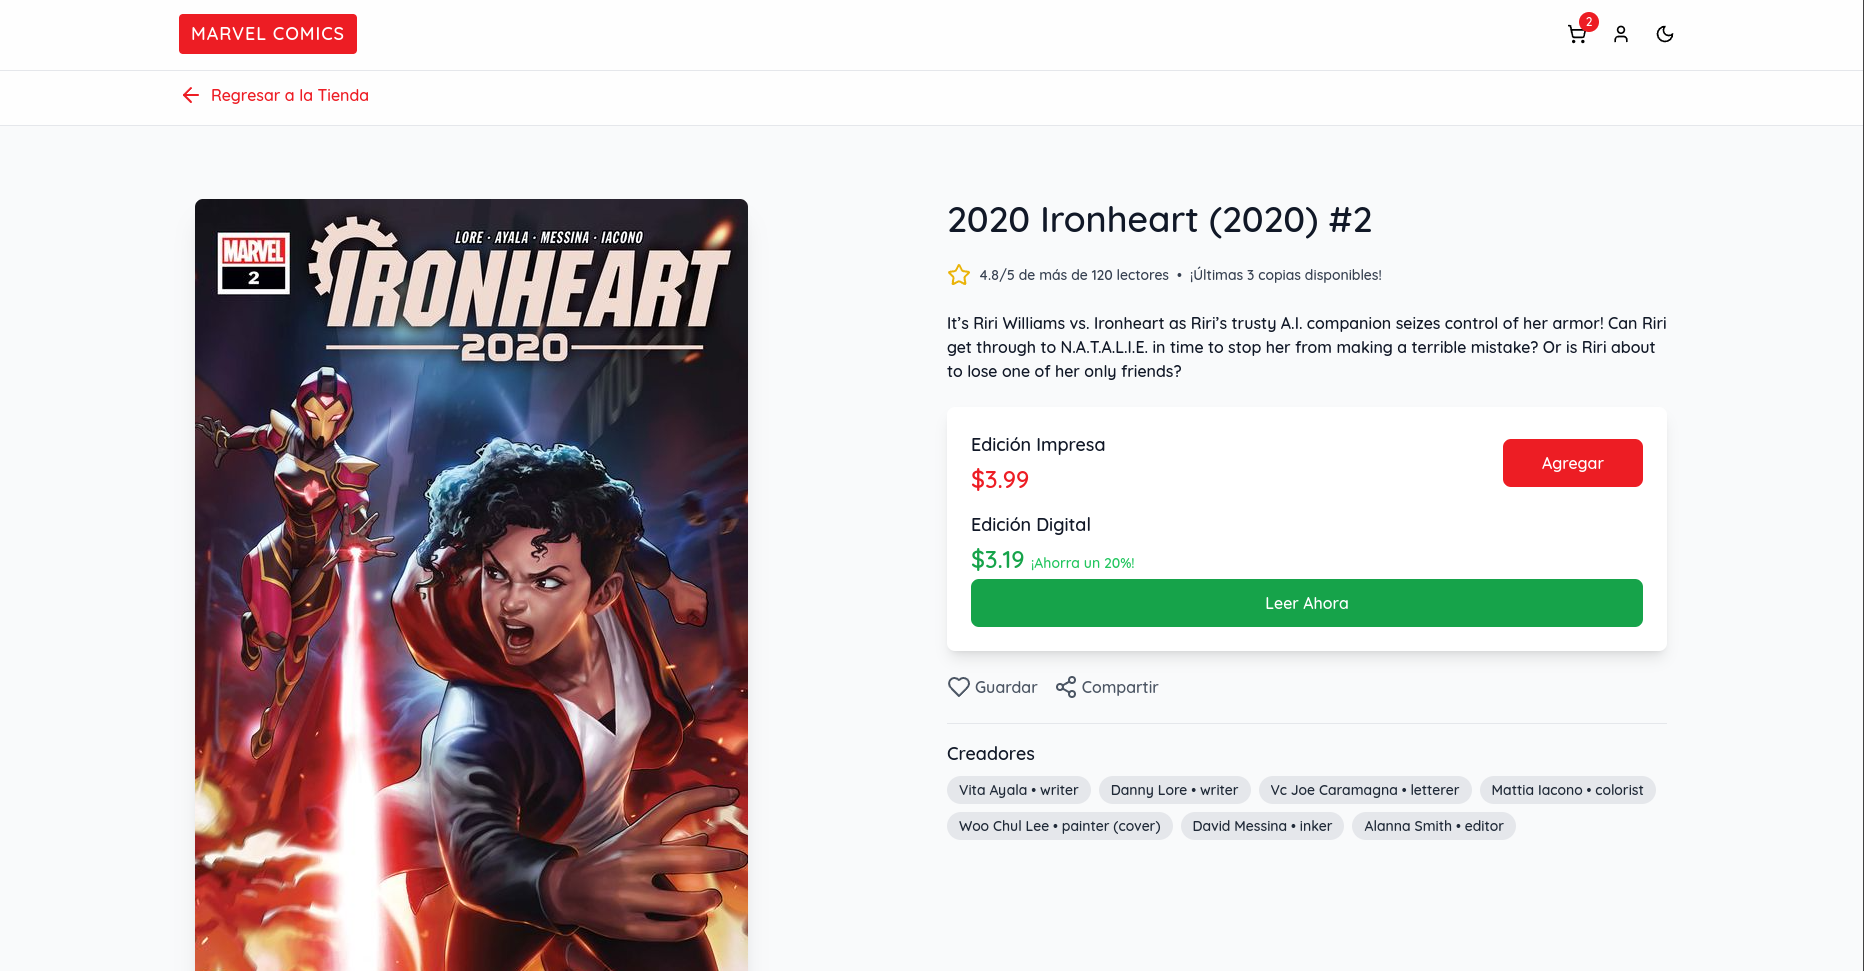 MARVEL COMICS
2
Regresar a la Tienda
LORE · AYALA · MESSINA · IACONO
MARVEL
2
IRONHEART
2020
2020 Ironheart (2020) #2
4.8/5 de más de 120 lectores • ¡Últimas 3 copias disponibles!
It’s Riri Williams vs. Ironheart as Riri’s trusty A.I. companion seizes control of her armor! Can Riri
get through to N.A.T.A.L.I.E. in time to stop her from making a terrible mistake? Or is Riri about
to lose one of her only friends?
Edición Impresa
$3.99
Agregar
Edición Digital
$3.19 ¡Ahorra un 20%!
Leer Ahora
Guardar Compartir
Creadores
Vita Ayala • writer Danny Lore • writer Vc Joe Caramagna • letterer Mattia Iacono • colorist
Woo Chul Lee • painter (cover) David Messina • inker Alanna Smith • editor